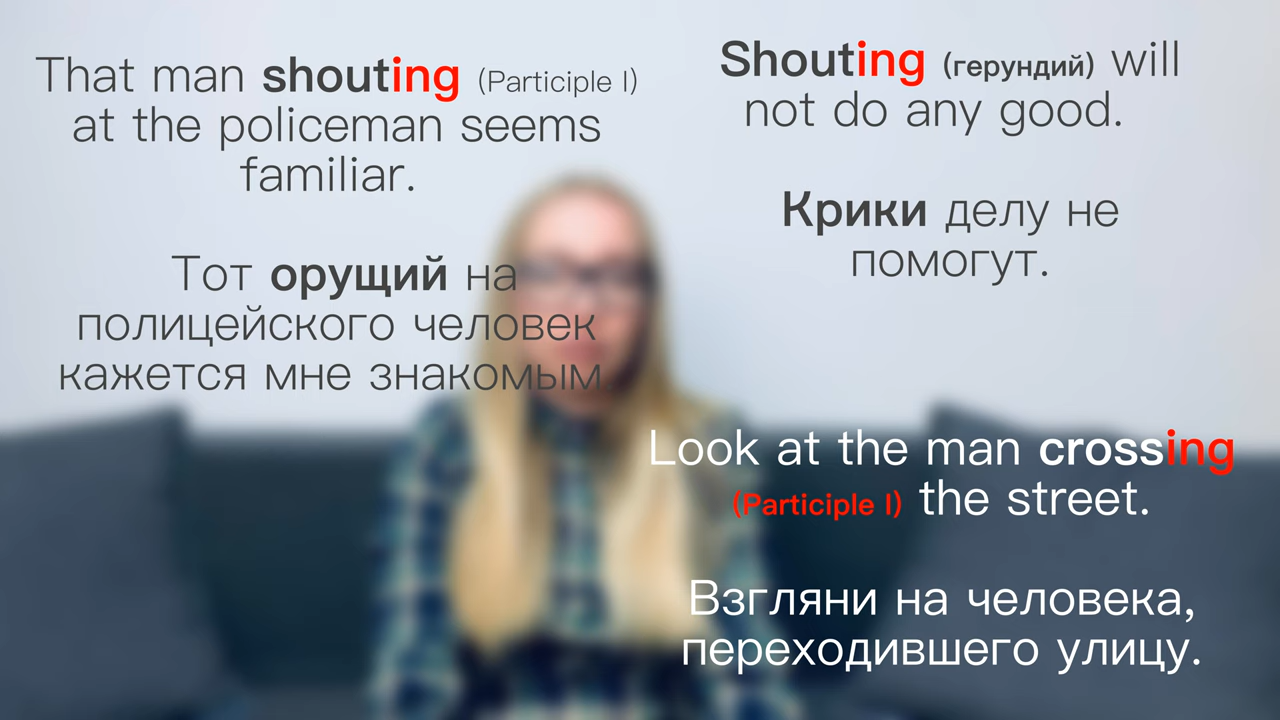 That man shouting (Participle I)
at the policeman seems
familiar.
Тот орущий на
полицейского человек
кажется мне знакомым.
Shouting (герундий) will
not do any good.
Крики делу не
помогут.
Look at the man crossing
(Participle I) the street.
Взгляни на человека,
переходившего улицу.